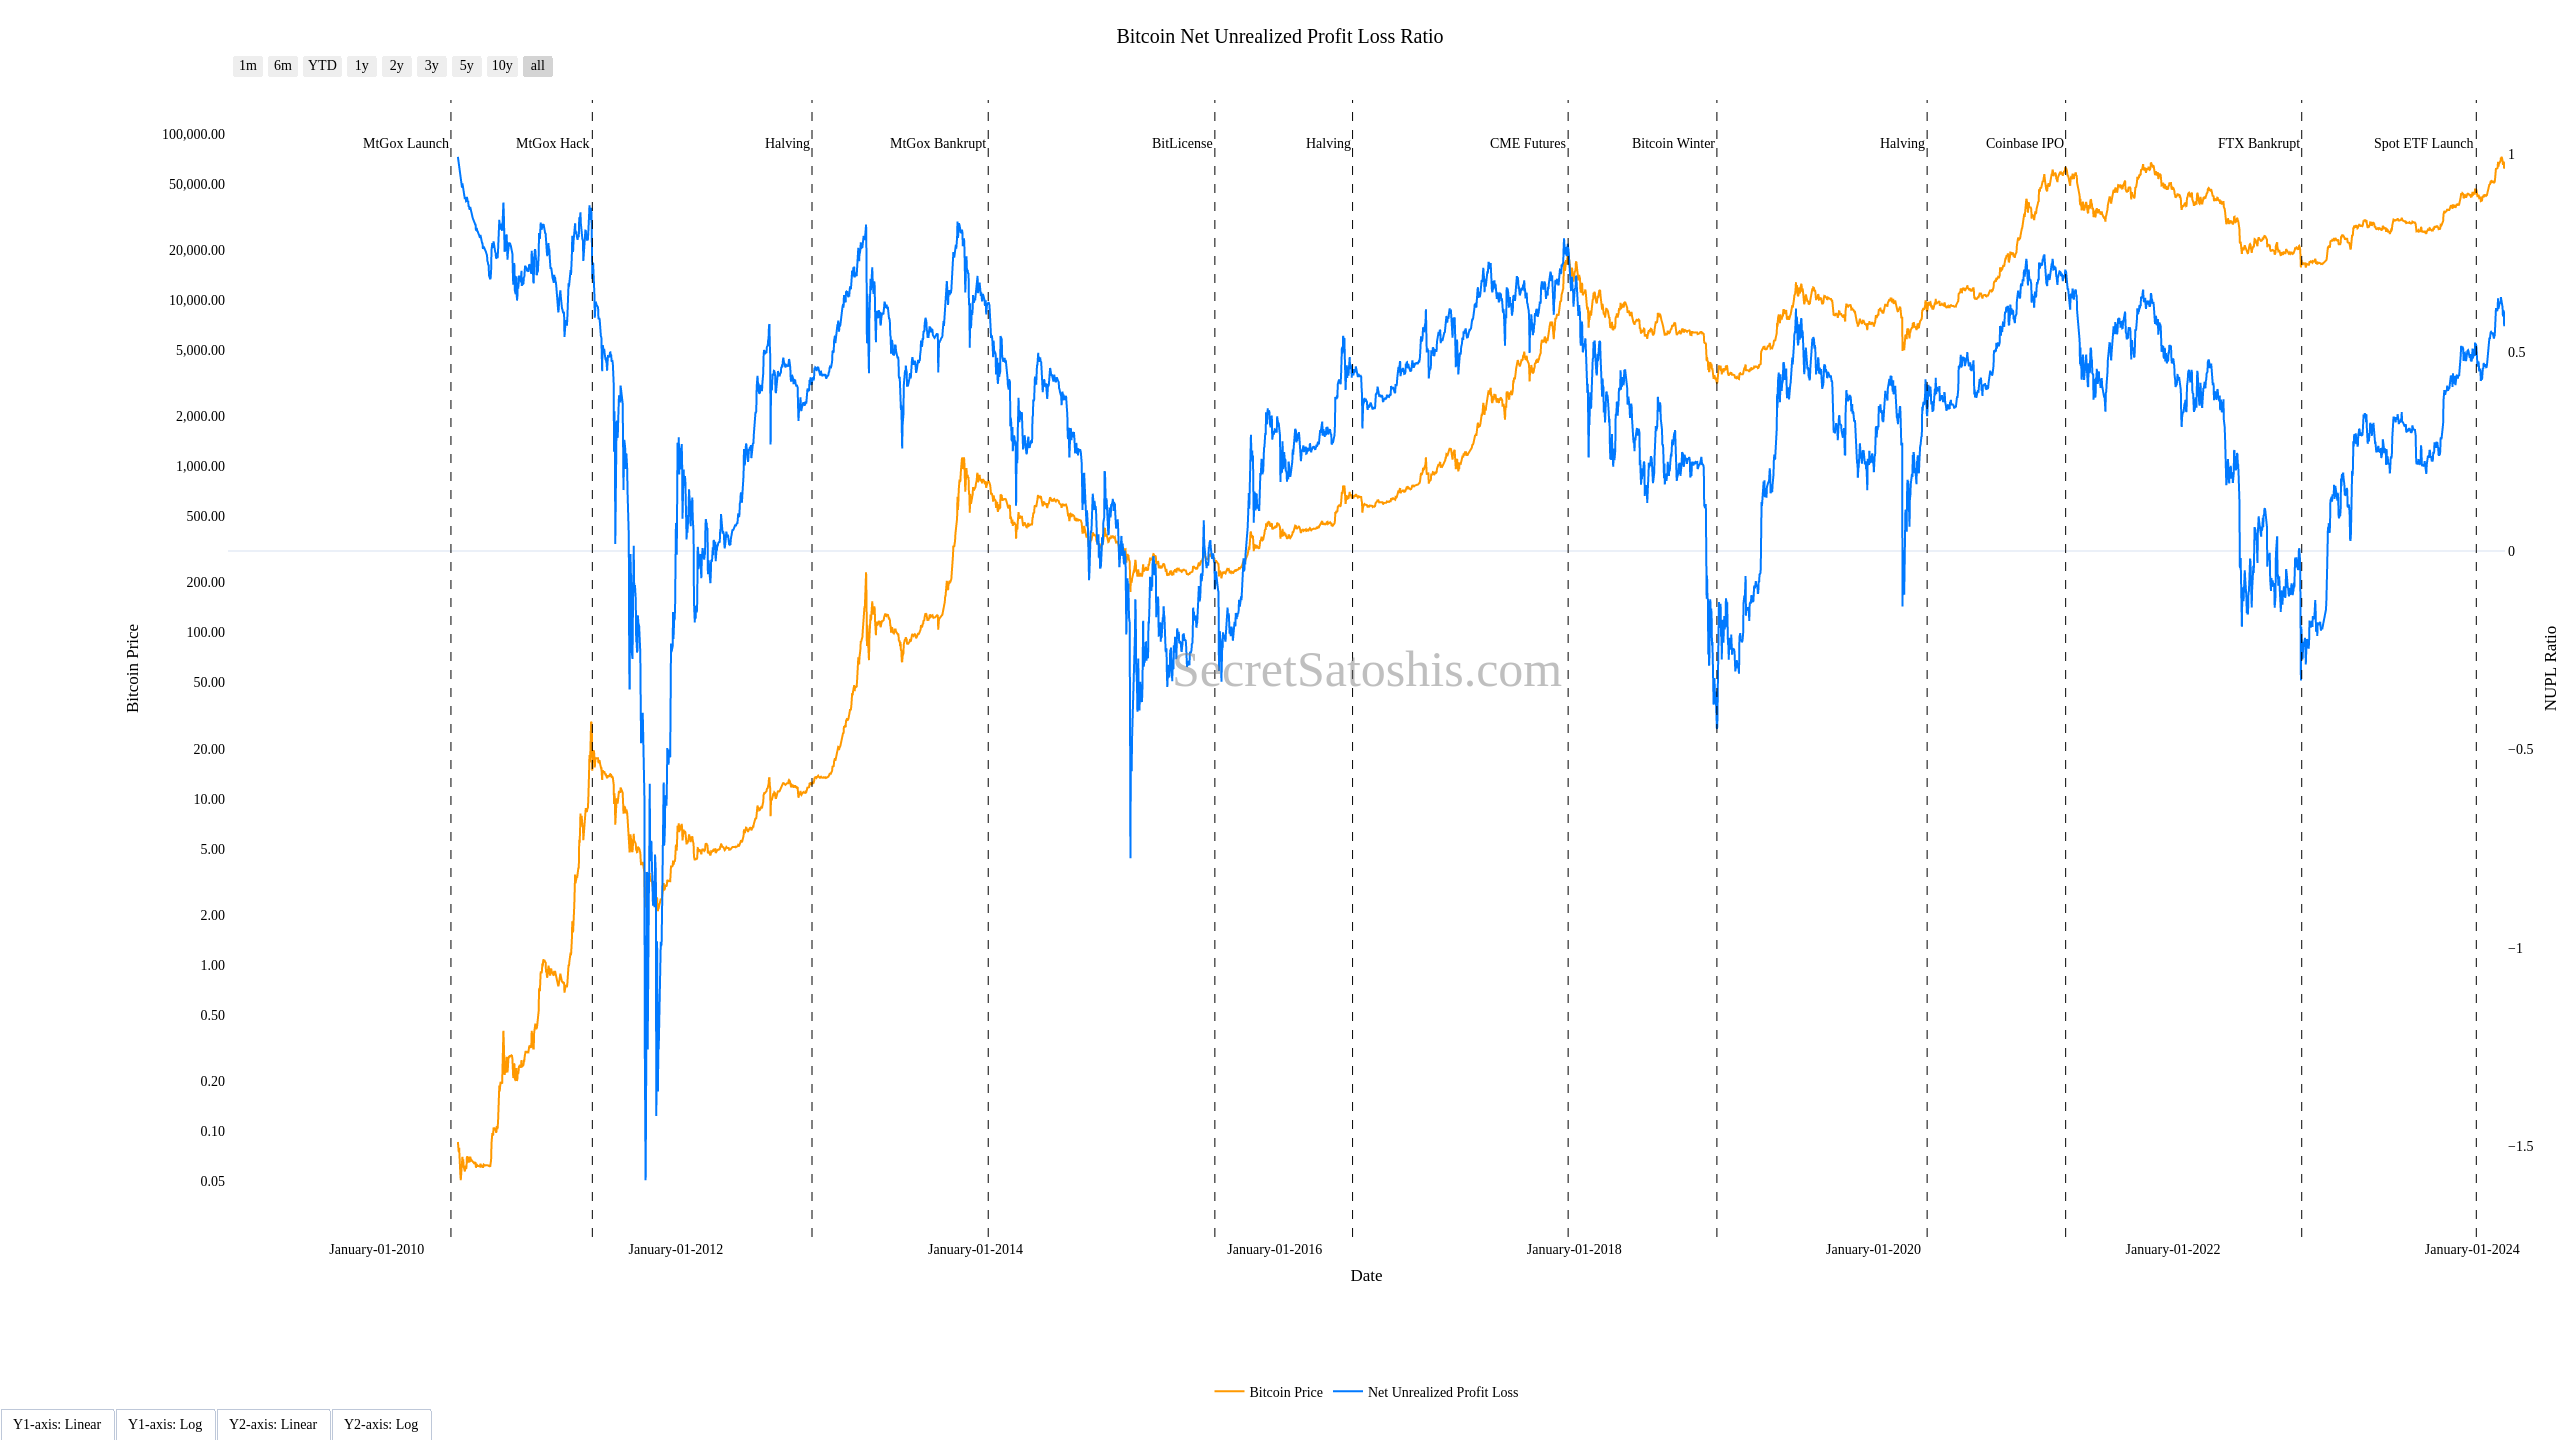 Bitcoin Net Unrealized Profit Loss Ratio
1m 6m YTD 1y 2y 3y 5y 10y all
MtGox Launch MtGox Hack Halving MtGox Bankrupt BitLicense Halving CME Futures Bitcoin Winter Halving Coinbase IPO FTX Bankrupt Spot ETF Launch
100,000.00
50,000.00
20,000.00
10,000.00
5,000.00
2,000.00
1,000.00
500.00
200.00
100.00
50.00
20.00
10.00
5.00
2.00
1.00
0.50
0.20
0.10
0.05
Bitcoin Price
SecretSatoshis.com
1
0.5
0
−0.5
−1
−1.5
NUPL Ratio
January-01-2010 January-01-2012 January-01-2014 January-01-2016 January-01-2018 January-01-2020 January-01-2022 January-01-2024
Date
Bitcoin Price Net Unrealized Profit Loss
Y1-axis: Linear Y1-axis: Log Y2-axis: Linear Y2-axis: Log